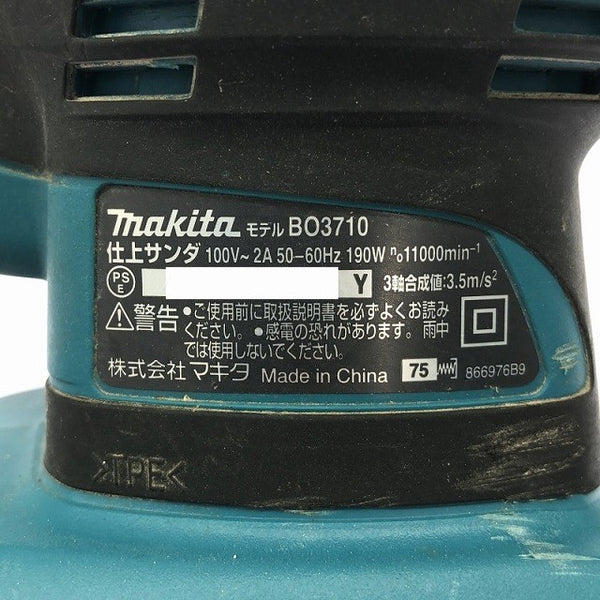 makita モデル BO3710
仕上サンダ 100V~ 2A 50-60Hz 190W n₀11000min⁻¹
PS E Y 3軸合成値:3.5m/s²
警告 •ご使用前に取扱説明書を必ずよくお読み
ください。 •感電の恐れがあります。雨中
では使用しないでください。
株式会社 マキタ Made in China 75 866976B9
>TPE<